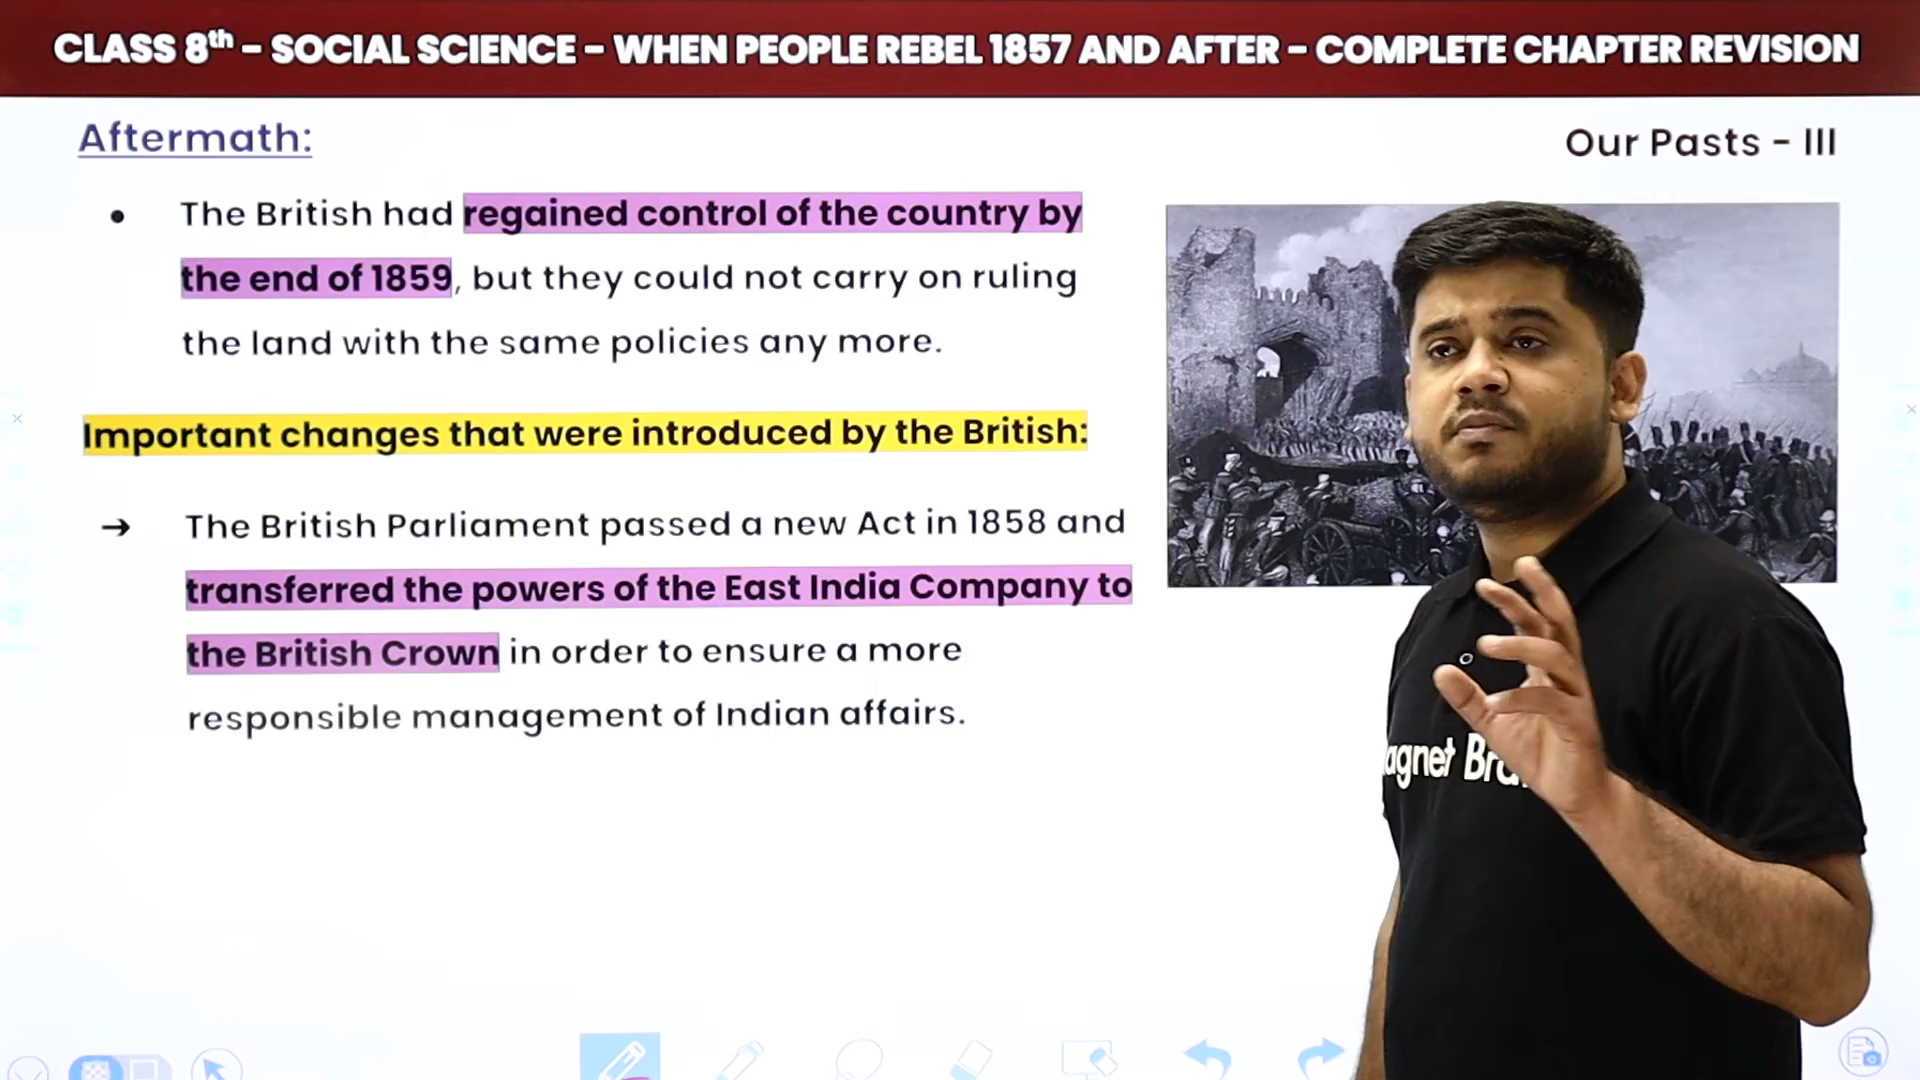 CLASS 8th - SOCIAL SCIENCE - WHEN PEOPLE REBEL 1857 AND AFTER - COMPLETE CHAPTER REVISION
Aftermath:
Our Pasts - III
• The British had regained control of the country by
the end of 1859, but they could not carry on ruling
the land with the same policies any more.
Important changes that were introduced by the British:
→ The British Parliament passed a new Act in 1858 and
transferred the powers of the East India Company to
the British Crown in order to ensure a more
responsible management of Indian affairs.
agnet Bra